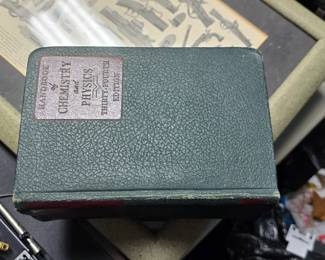 HANDBOOK
of
CHEMISTRY
and
PHYSICS
THIRTY-FOURTH
EDITION